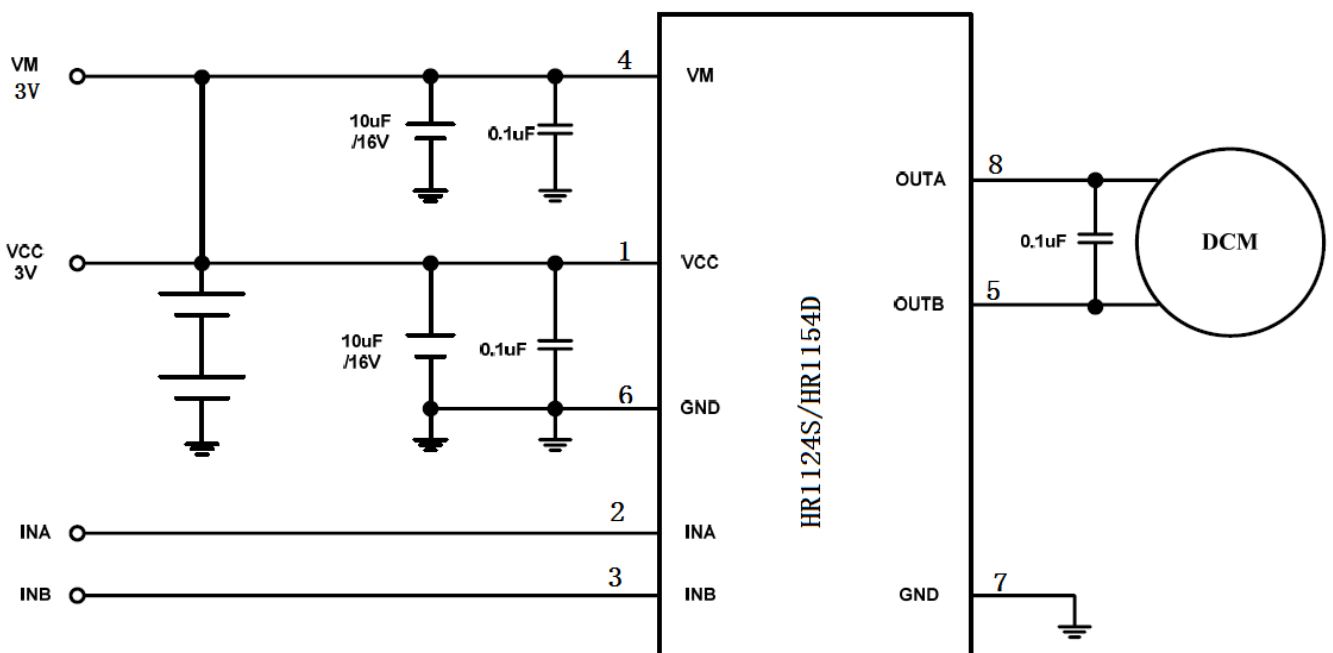 VM
3V
4
VM
10uF
/16V
0.1uF
OUTA
8
VCC
3V
1
VCC
0.1uF
DCM
OUTB
5
10uF
/16V
0.1uF
6
GND
HR1124S/HR1154D
INA
2
INA
INB
3
INB
GND
7